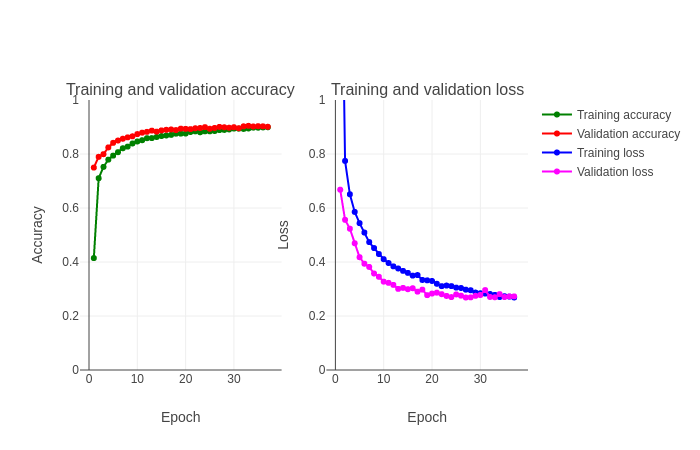 Training and validation accuracy
Training and validation loss
1
0.8
0.6
0.4
0.2
0
0
10
20
30
Accuracy
Epoch
1
0.8
0.6
0.4
0.2
0
0
10
20
30
Loss
Epoch
Training accuracy
Validation accuracy
Training loss
Validation loss